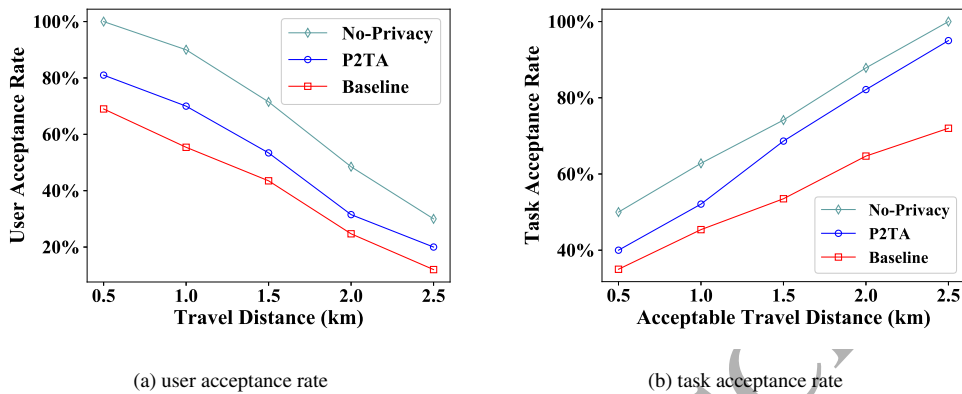 100%
80%
60%
40%
20%
User Acceptance Rate
No-Privacy
P2TA
Baseline
0.5 1.0 1.5 2.0 2.5
Travel Distance (km)
(a) user acceptance rate
100%
80%
60%
40%
Task Acceptance Rate
No-Privacy
P2TA
Baseline
0.5 1.0 1.5 2.0 2.5
Acceptable Travel Distance (km)
(b) task acceptance rate